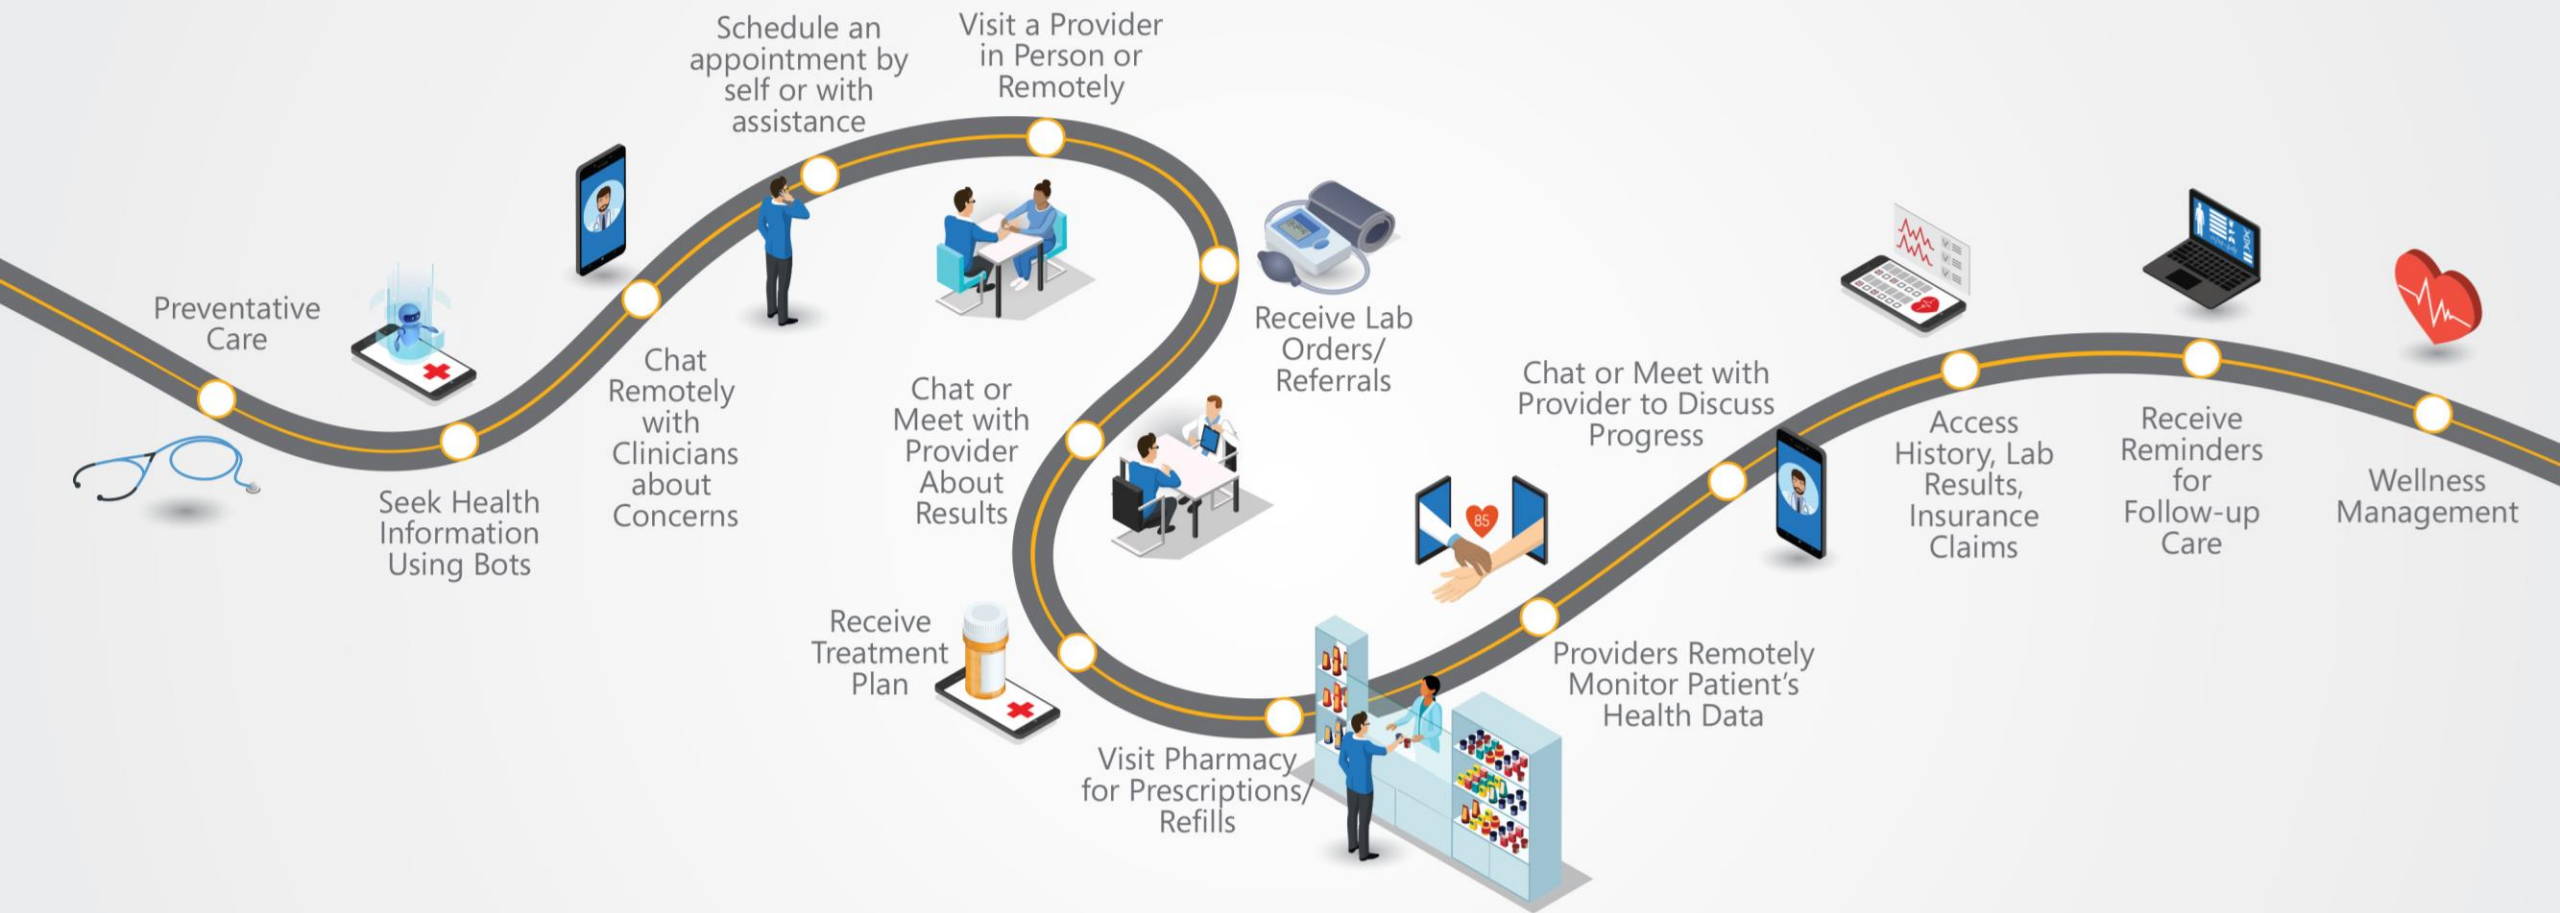 Preventative
Care
Seek Health
Information
Using Bots
Chat
Remotely
with
Clinicians
about
Concerns
Schedule an
appointment by
self or with
assistance
Visit a Provider
in Person or
Remotely
Receive Lab
Orders/
Referrals
Chat or
Meet with
Provider
About
Results
Receive
Treatment
Plan
Visit Pharmacy
for Prescriptions/
Refills
85
Providers Remotely
Monitor Patient's
Health Data
Chat or Meet with
Provider to Discuss
Progress
Access
History, Lab
Results,
Insurance
Claims
Receive
Reminders
for
Follow-up
Care
Wellness
Management